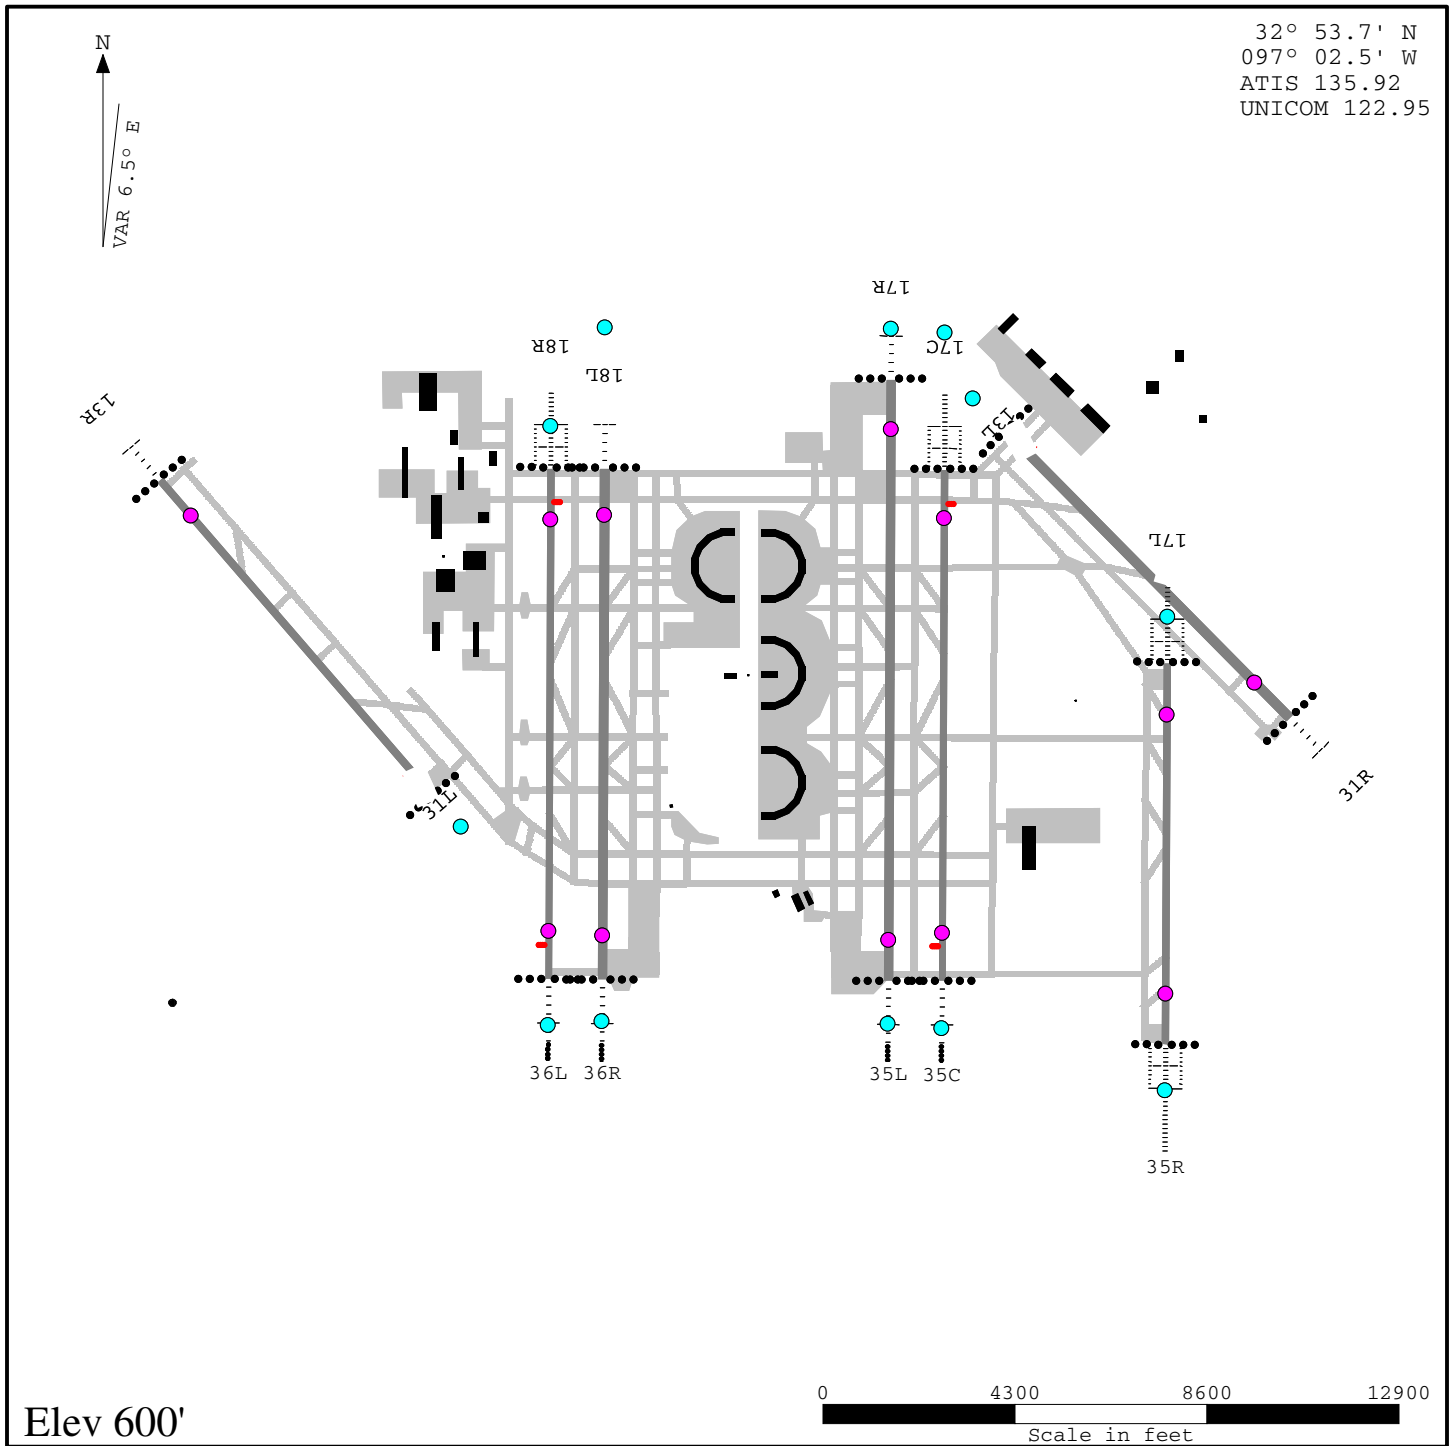 32° 53.7' N
097° 02.5' W
ATIS 135.92
UNICOM 122.95
N
VAR 6.5° E
17R
18R
17C
18L
13R
13L
17L
31L
31R
36L 36R
35L 35C
35R
0 4300 8600 12900
Scale in feet
Elev 600'